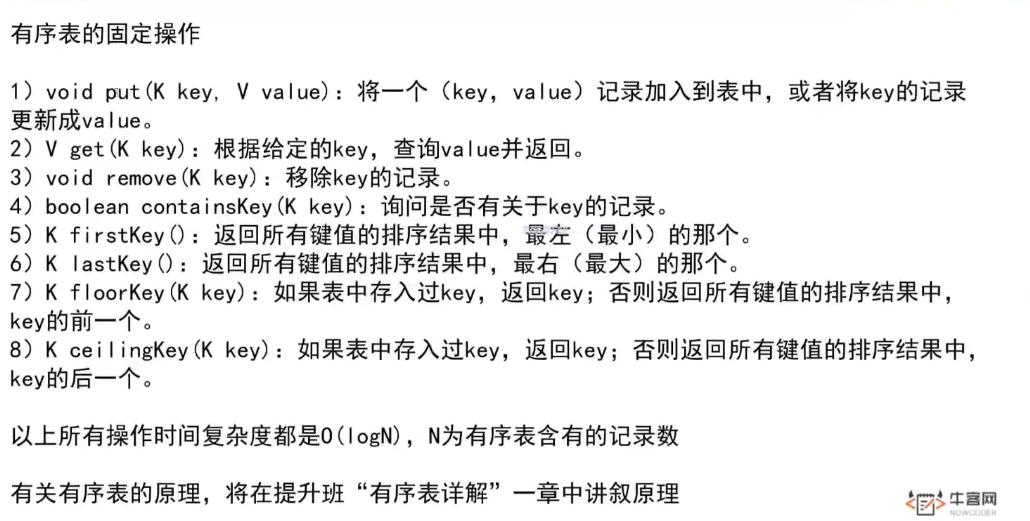 有序表的固定操作
1）void put(K key, V value)：将一个（key，value）记录加入到表中，或者将key的记录
更新成value。
2）V get(K key)：根据给定的key，查询value并返回。
3）void remove(K key)：移除key的记录。
4）boolean containsKey(K key)：询问是否有关于key的记录。
5）K firstKey()：返回所有键值的排序结果中，最左（最小）的那个。
6）K lastKey()：返回所有键值的排序结果中，最右（最大）的那个。
7）K floorKey(K key)：如果表中存入过key，返回key；否则返回所有键值的排序结果中，
key的前一个。
8）K ceilingKey(K key)：如果表中存入过key，返回key；否则返回所有键值的排序结果中，
key的后一个。
以上所有操作时间复杂度都是O(logN)，N为有序表含有的记录数
有关有序表的原理，将在提升班“有序表详解”一章中讲叙原理
牛客网
NOWCODER